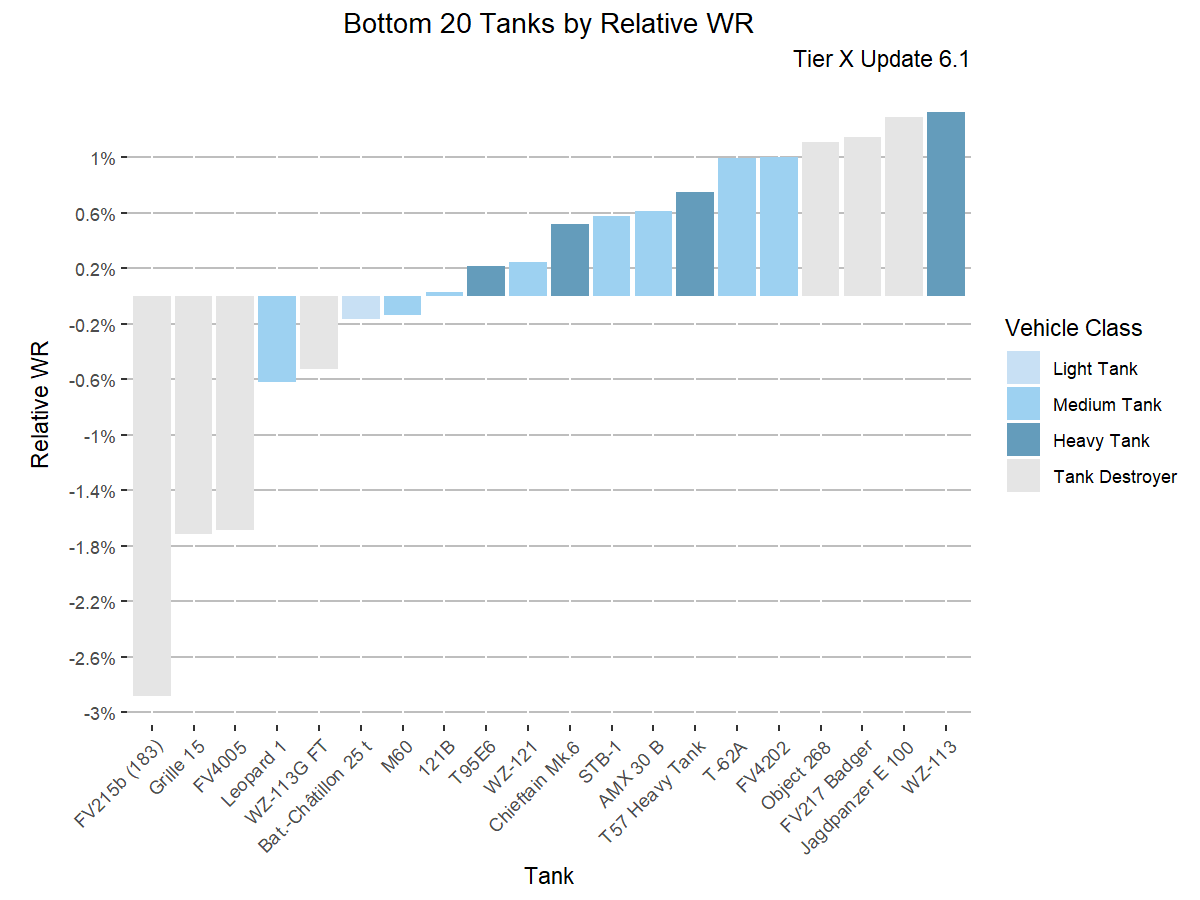 Bottom 20 Tanks by Relative WR
Tier X Update 6.1
1%
0.6%
0.2%
-0.2%
-0.6%
-1%
-1.4%
-1.8%
-2.2%
-2.6%
-3%
Relative WR
FV215b (183)
Grille 15
FV4005
Leopard 1
WZ-113G FT
Bat.-Châtillon 25 t
M60
121B
T95E6
WZ-121
Chieftain Mk.6
STB-1
AMX 30 B
T57 Heavy Tank
T-62A
FV4202
Object 268
FV217 Badger
Jagdpanzer E 100
WZ-113
Tank
Vehicle Class
Light Tank
Medium Tank
Heavy Tank
Tank Destroyer